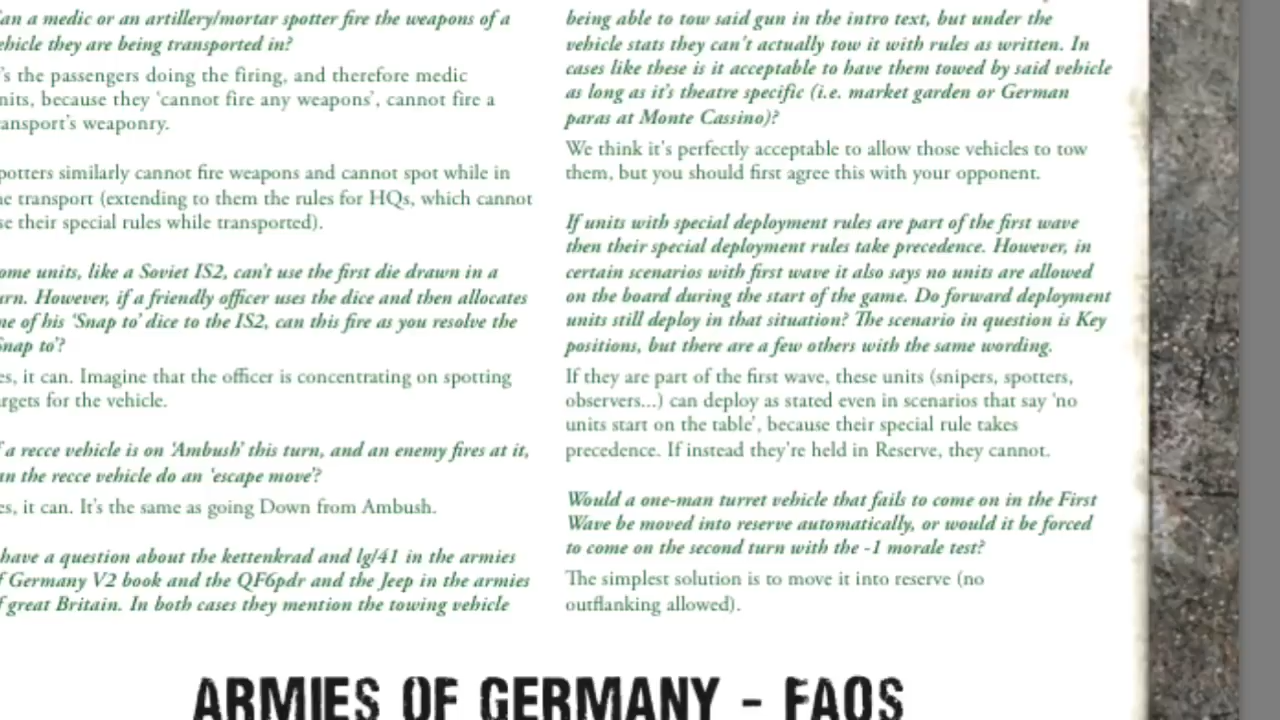 an a medic or an artillery/mortar spotter fire the weapons of a
ehicle they are being transported in?
's the passengers doing the firing, and therefore medic
nits, because they ‘cannot fire any weapons’, cannot fire a
ansport’s weaponry.
potters similarly cannot fire weapons and cannot spot while in
e transport (extending to them the rules for HQs, which cannot
se their special rules while transported).
ome units, like a Soviet IS2, can’t use the first die drawn in a
urn. However, if a friendly officer uses the dice and then allocates
ne of his ‘Snap to’ dice to the IS2, can this fire as you resolve the
Snap to’?
es, it can. Imagine that the officer is concentrating on spotting
rgets for the vehicle.
f a recce vehicle is on ‘Ambush’ this turn, and an enemy fires at it,
an the recce vehicle do an ‘escape move’?
es, it can. It’s the same as going Down from Ambush.
have a question about the kettenkrad and lg/41 in the armies
f Germany V2 book and the QF6pdr and the Jeep in the armies
f great Britain. In both cases they mention the towing vehicle
being able to tow said gun in the intro text, but under the
vehicle stats they can’t actually tow it with rules as written. In
cases like these is it acceptable to have them towed by said vehicle
as long as it’s theatre specific (i.e. market garden or German
paras at Monte Cassino)?
We think it’s perfectly acceptable to allow those vehicles to tow
them, but you should first agree this with your opponent.
If units with special deployment rules are part of the first wave
then their special deployment rules take precedence. However, in
certain scenarios with first wave it also says no units are allowed
on the board during the start of the game. Do forward deployment
units still deploy in that situation? The scenario in question is Key
positions, but there are a few others with the same wording.
If they are part of the first wave, these units (snipers, spotters,
observers...) can deploy as stated even in scenarios that say ‘no
units start on the table’, because their special rule takes
precedence. If instead they’re held in Reserve, they cannot.
Would a one-man turret vehicle that fails to come on in the First
Wave be moved into reserve automatically, or would it be forced
to come on the second turn with the -1 morale test?
The simplest solution is to move it into reserve (no
outflanking allowed).
ARMIES OF GERMANY - FAQS